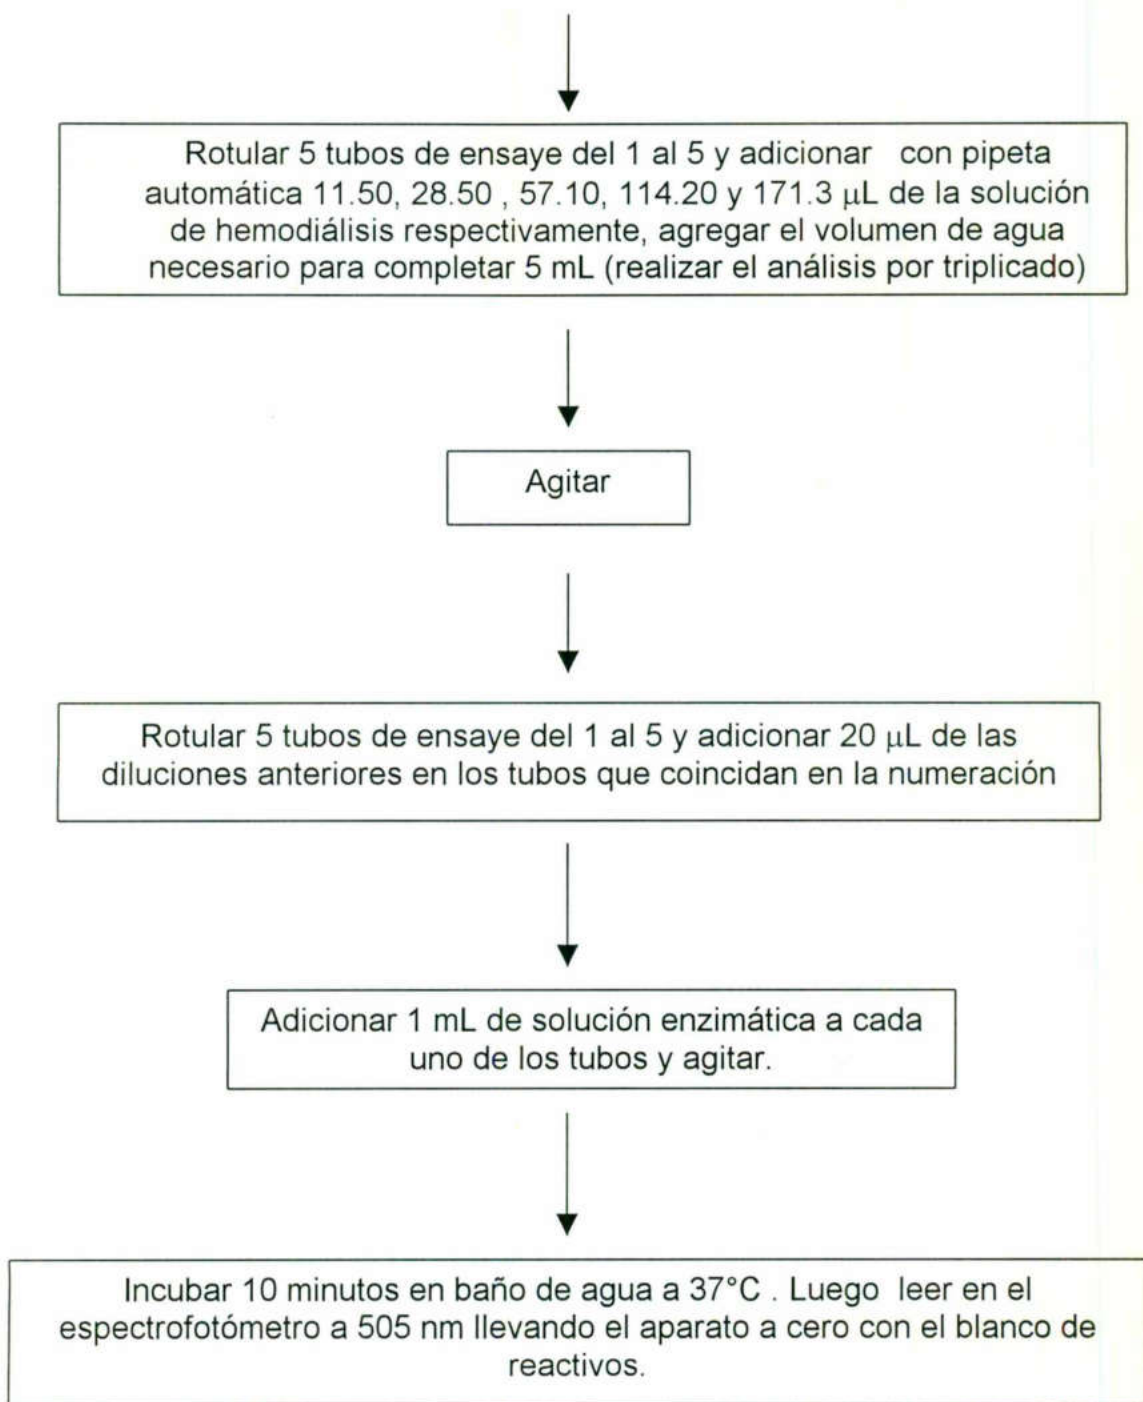 Rotular 5 tubos de ensaye del 1 al 5 y adicionar con pipeta
automática 11.50, 28.50 , 57.10, 114.20 y 171.3 μL de la solución
de hemodiálisis respectivamente, agregar el volumen de agua
necesario para completar 5 mL (realizar el análisis por triplicado)
Agitar
Rotular 5 tubos de ensaye del 1 al 5 y adicionar 20 μL de las
diluciones anteriores en los tubos que coincidan en la numeración
Adicionar 1 mL de solución enzimática a cada
uno de los tubos y agitar.
Incubar 10 minutos en baño de agua a 37°C . Luego leer en el
espectrofotómetro a 505 nm llevando el aparato a cero con el blanco de
reactivos.